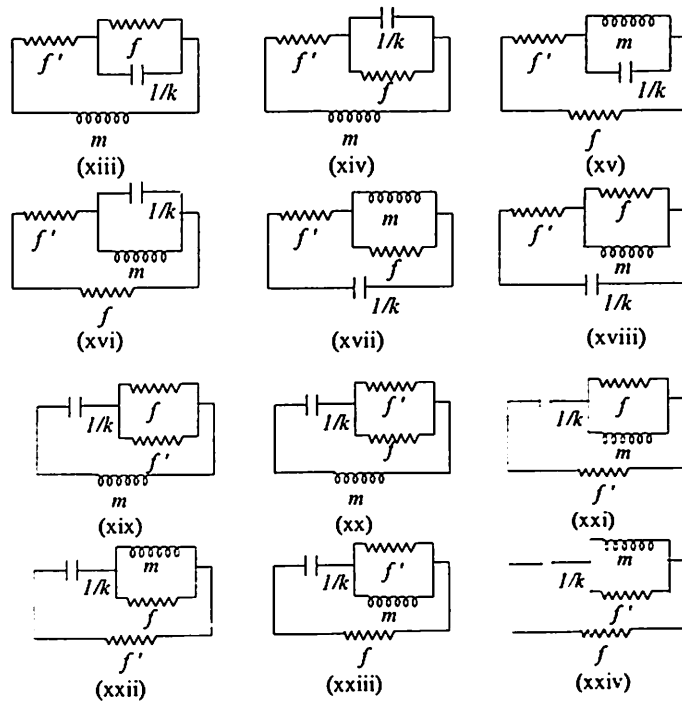 f
f' 1/k
m
(xiii)
1/k
f' f
m
(xiv)
m
f' 1/k
f
(xv)
1/k
f' m
f
(xvi)
m
f' f
1/k
(xvii)
f
f' m
1/k
(xviii)
1/k f
f'
m
(xix)
1/k f'
f
m
(xx)
1/k f
m
f'
(xxi)
1/k m
f
f'
(xxii)
1/k f'
m
f
(xxiii)
1/k m
f'
f
(xxiv)